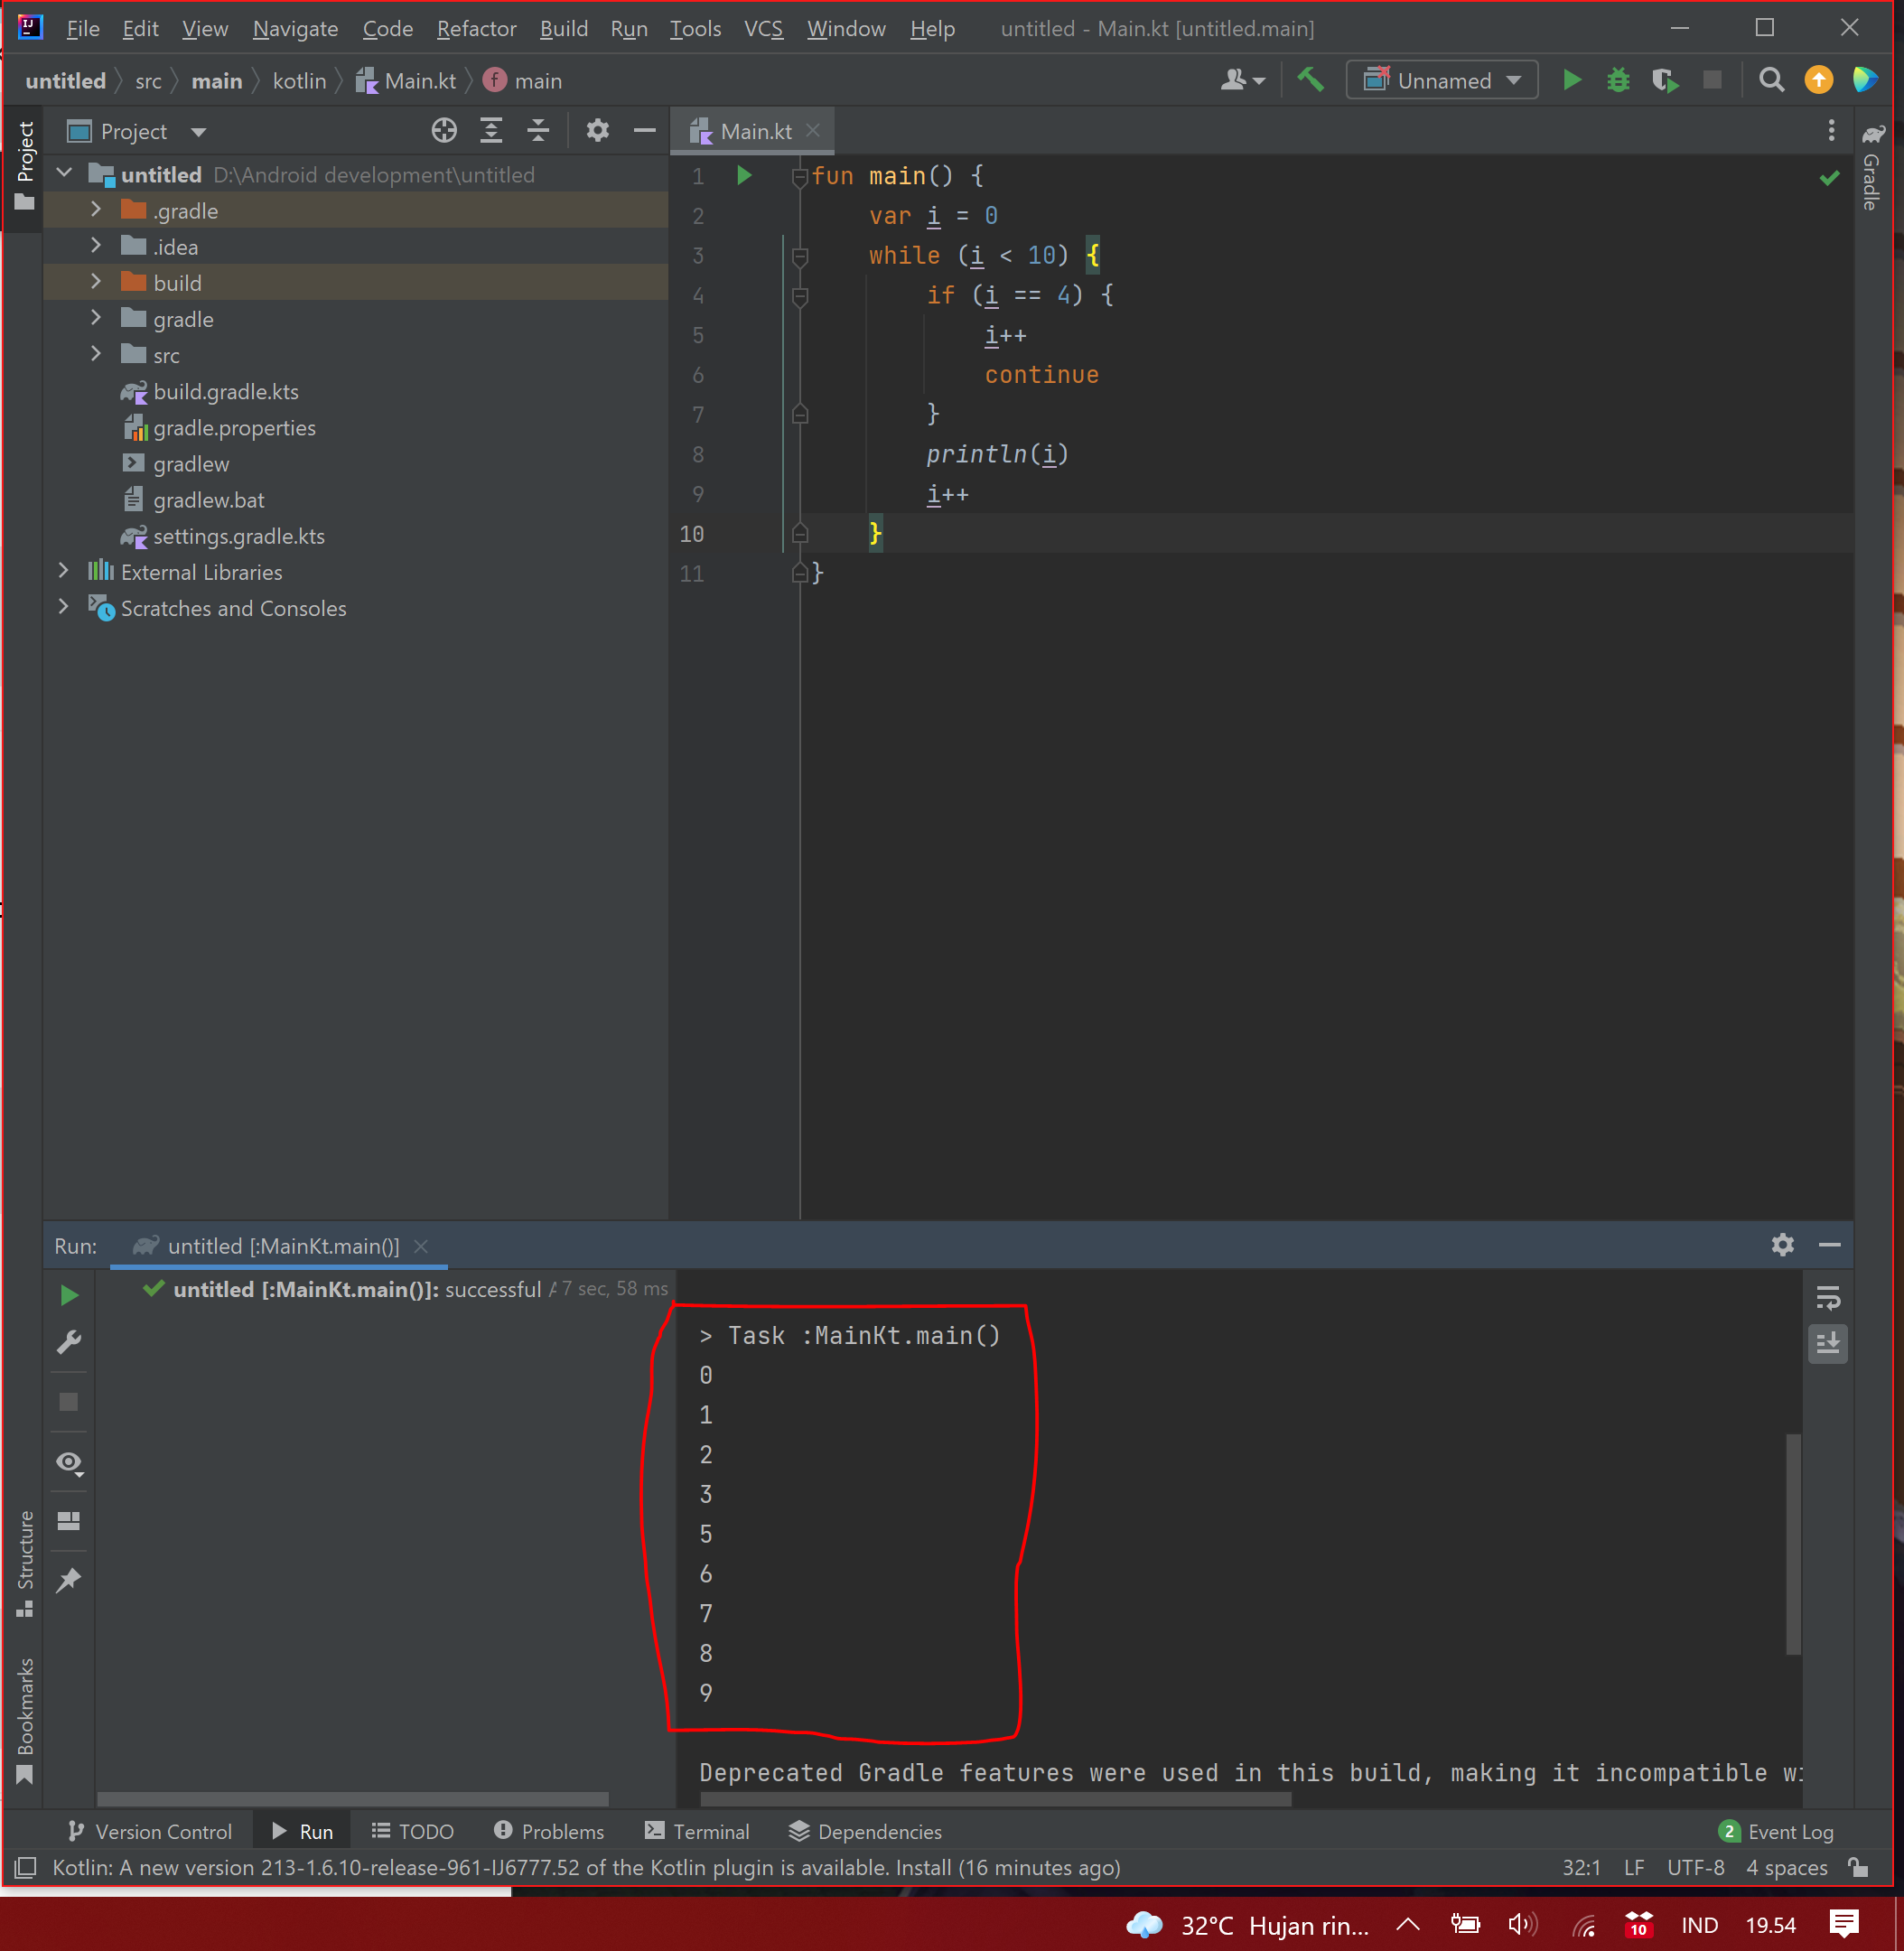 File Edit View Navigate Code Refactor Build Run Tools VCS Window Help untitled - Main.kt [untitled.main]
untitled src main kotlin Main.kt f main Unnamed
Project Main.kt
Project
Gradle
untitled D:\Android development\untitled
.gradle
.idea
build
gradle
src
build.gradle.kts
gradle.properties
gradlew
gradlew.bat
settings.gradle.kts
External Libraries
Scratches and Consoles
1 fun main() {
2 var i = 0
3 while (i < 10) {
4 if (i == 4) {
5 i++
6 continue
7 }
8 println(i)
9 i++
10 }
11 }
Run: untitled [:MainKt.main()]
untitled [:MainKt.main()]: successful 7 sec, 58 ms
> Task :MainKt.main()
0
1
2
3
5
6
7
8
9
Deprecated Gradle features were used in this build, making it incompatible
Structure
Bookmarks
Version Control Run TODO Problems Terminal Dependencies 2 Event Log
Kotlin: A new version 213-1.6.10-release-961-IJ6777.52 of the Kotlin plugin is available. Install (16 minutes ago) 32:1 LF UTF-8 4 spaces
32°C Hujan rin... 10 IND 19.54